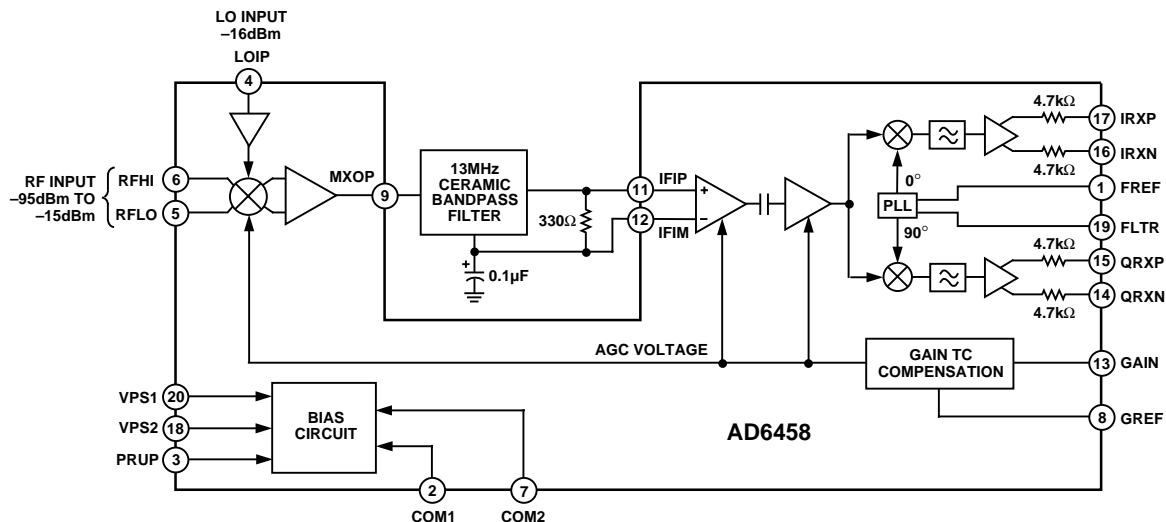 LO INPUT
–16dBm
LOIP
4
RF INPUT
–95dBm TO
–15dBm
RFHI
6
RFLO
5
MXOP
9
13MHz
CERAMIC
BANDPASS
FILTER
330Ω
+
0.1µF
11
IFIP
12
IFIM
+
–
0°
PLL
90°
4.7kΩ
17
IRXP
16
IRXN
4.7kΩ
1
FREF
19
FLTR
4.7kΩ
15
QRXP
14
QRXN
4.7kΩ
AGC VOLTAGE
GAIN TC
COMPENSATION
13
GAIN
8
GREF
VPS1
20
VPS2
18
PRUP
3
BIAS
CIRCUIT
AD6458
2
COM1
7
COM2